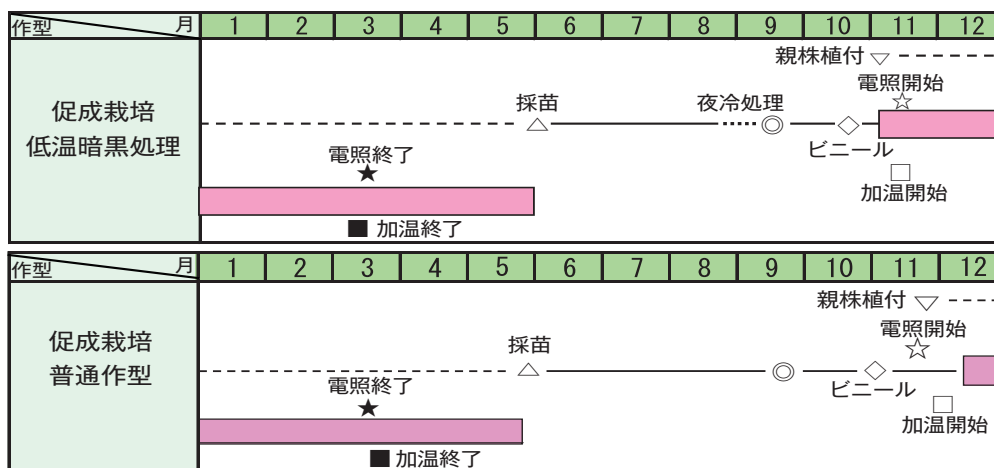 作型 月 1 2 3 4 5 6 7 8 9 10 11 12
親株植付
電照開始
採苗 夜冷処理
促成栽培
低温暗黒処理
ビニール
電照終了
加温開始
加温終了
作型 月 1 2 3 4 5 6 7 8 9 10 11 12
親株植付
電照開始
採苗
促成栽培
普通作型
ビニール
電照終了
加温開始
加温終了